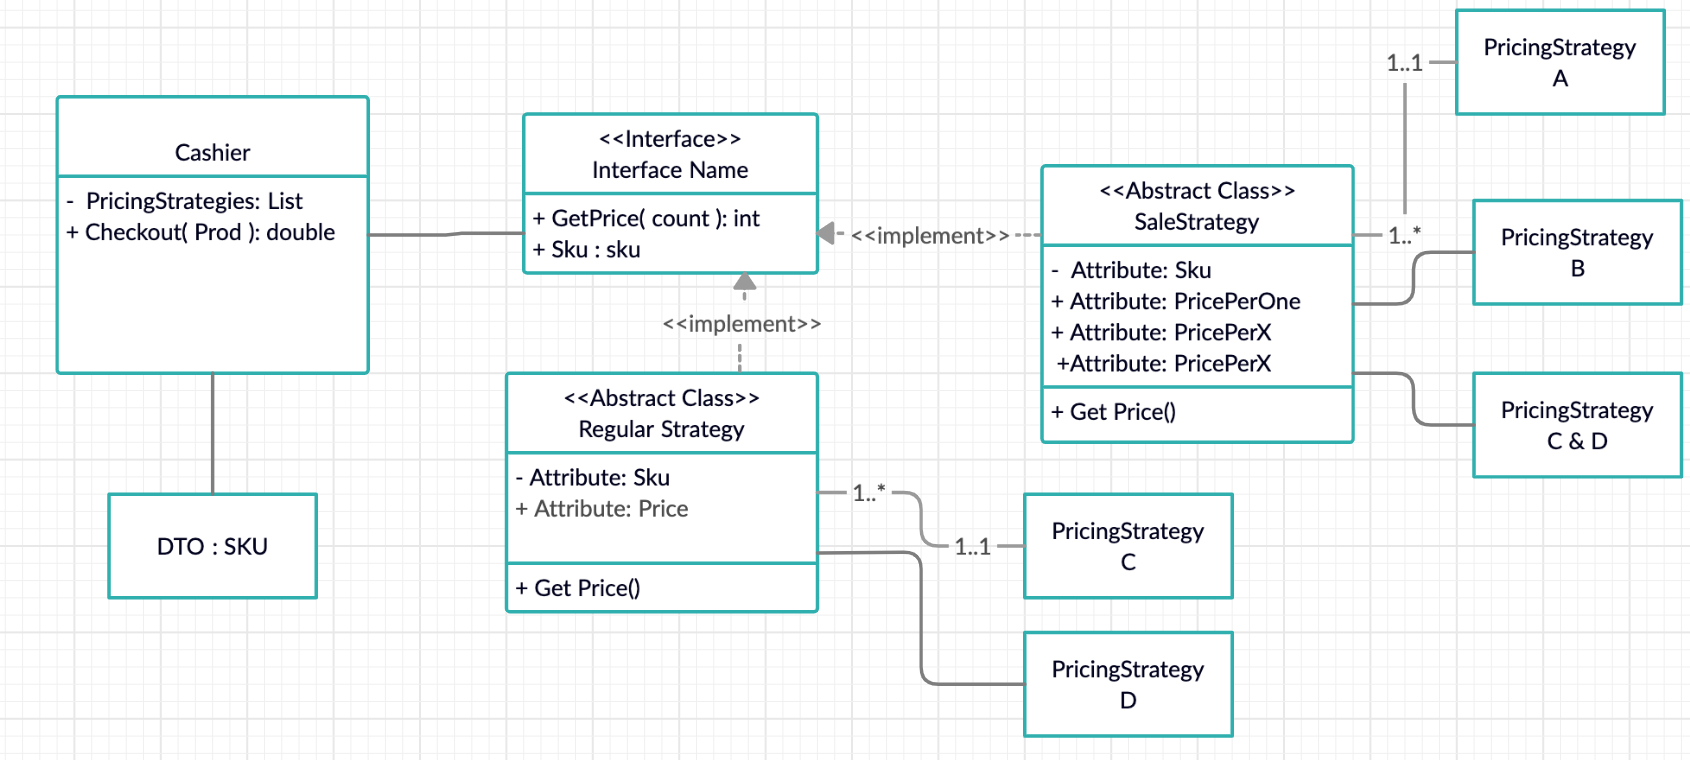 Cashier
- PricingStrategies: List
+ Checkout( Prod ): double
DTO : SKU
<<Interface>>
Interface Name
+ GetPrice( count ): int
+ Sku : sku
<<implement>>
<<implement>>
<<Abstract Class>>
Regular Strategy
- Attribute: Sku
+ Attribute: Price
+ Get Price()
<<Abstract Class>>
SaleStrategy
- Attribute: Sku
+ Attribute: PricePerOne
+ Attribute: PricePerX
+Attribute: PricePerX
+ Get Price()
1..1
1..*
PricingStrategy
A
PricingStrategy
B
PricingStrategy
C & D
1..*
1..1
PricingStrategy
C
PricingStrategy
D